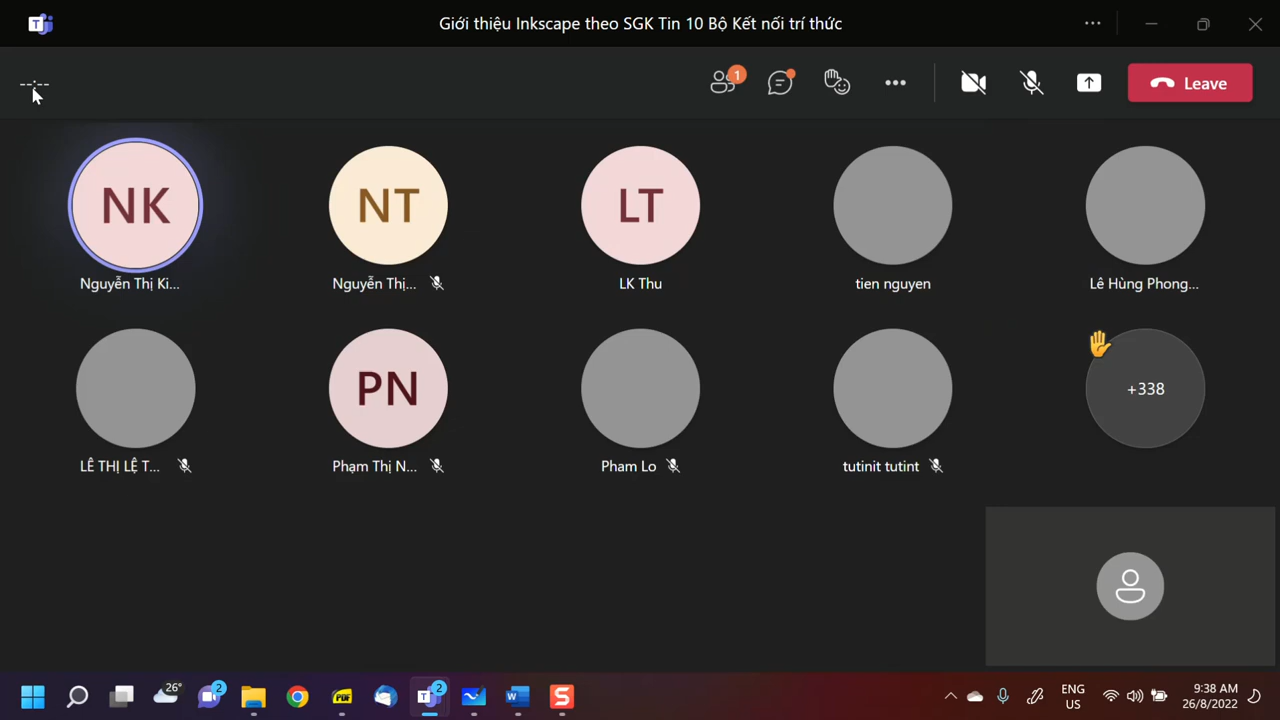 Giới thiệu Inkscape theo SGK Tin 10 Bộ Kết nối trí thức
--:--
1
Leave
NK
NT
LT
Nguyễn Thị Ki...
Nguyễn Thị...
LK Thu
tien nguyen
Lê Hùng Phong...
PN
+338
LÊ THỊ LỆ T...
Phạm Thị N...
Pham Lo
tutinit tutint
26°
2
PDF
T
2
W
S
ENG
US
9:38 AM
26/8/2022